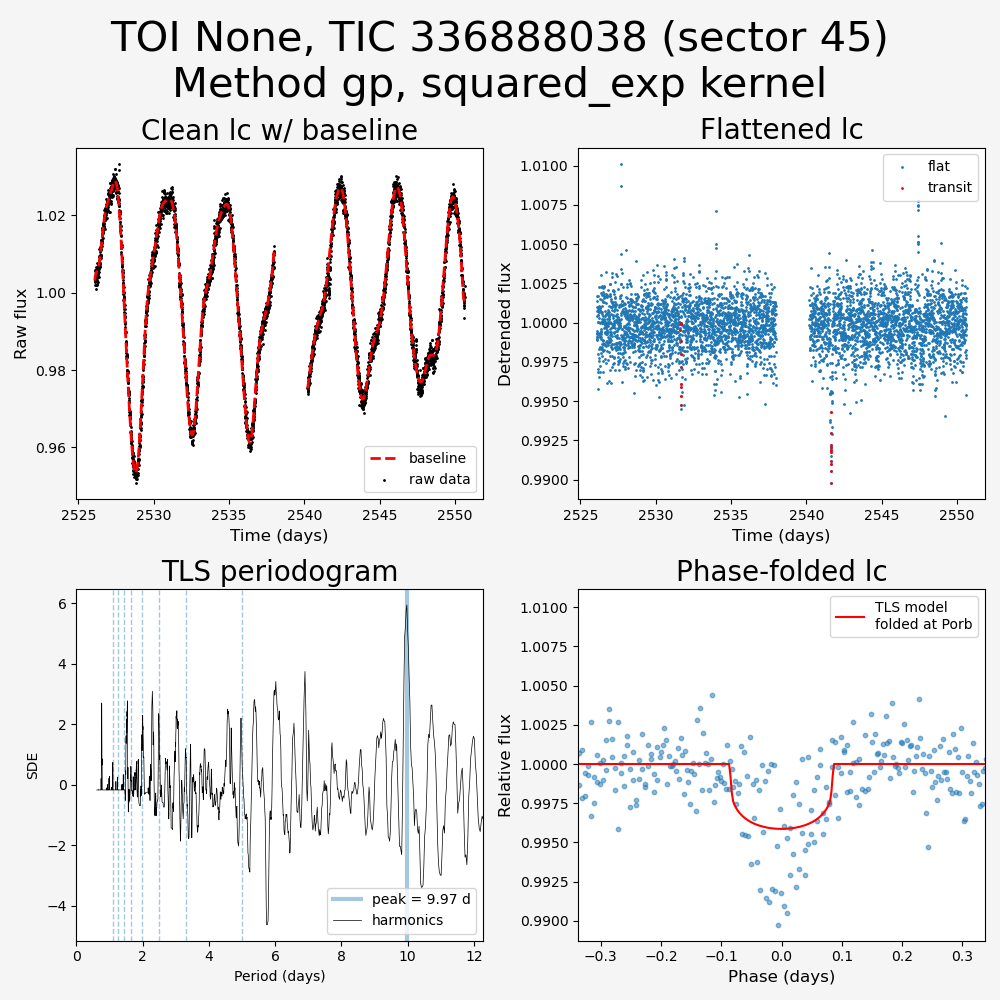 TOI None, TIC 336888038 (sector 45)
Method gp, squared_exp kernel
Clean lc w/ baseline
Raw flux
1.02
1.00
0.98
0.96
baseline
raw data
2525 2530 2535 2540 2545 2550
Time (days)
Flattened lc
Detrended flux
1.0100
1.0075
1.0050
1.0025
1.0000
0.9975
0.9950
0.9925
0.9900
flat
transit
2525 2530 2535 2540 2545 2550
Time (days)
TLS periodogram
SDE
6
4
2
0
−2
−4
peak = 9.97 d
harmonics
0 2 4 6 8 10 12
Period (days)
Phase-folded lc
Relative flux
1.0100
1.0075
1.0050
1.0025
1.0000
0.9975
0.9950
0.9925
0.9900
TLS model
folded at Porb
−0.3 −0.2 −0.1 0.0 0.1 0.2 0.3
Phase (days)